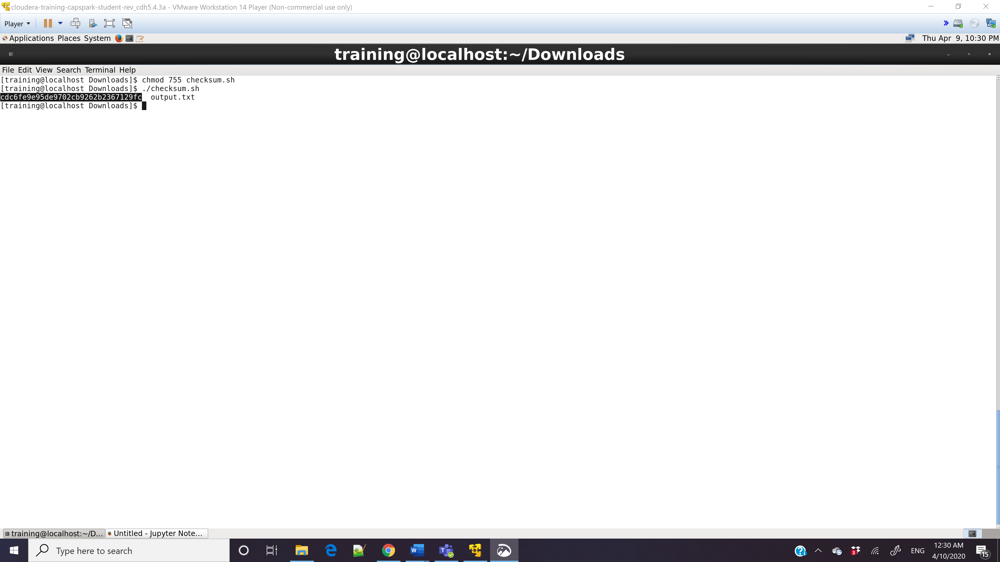 cloudera-training-capspark-student-rev_cdh5.4.3a - VMware Workstation 14 Player (Non-commercial use only)
Player
Applications Places System
Thu Apr 9, 10:30 PM
training@localhost:~/Downloads
File Edit View Search Terminal Help
[training@localhost Downloads]$ chmod 755 checksum.sh
[training@localhost Downloads]$ ./checksum.sh
cdc6fe9e95de9702cb9262b2367129fc  output.txt
[training@localhost Downloads]$
training@localhost:~/D...
Untitled - Jupyter Note...
Type here to search
W
T
3
ENG
12:30 AM
4/10/2020
15